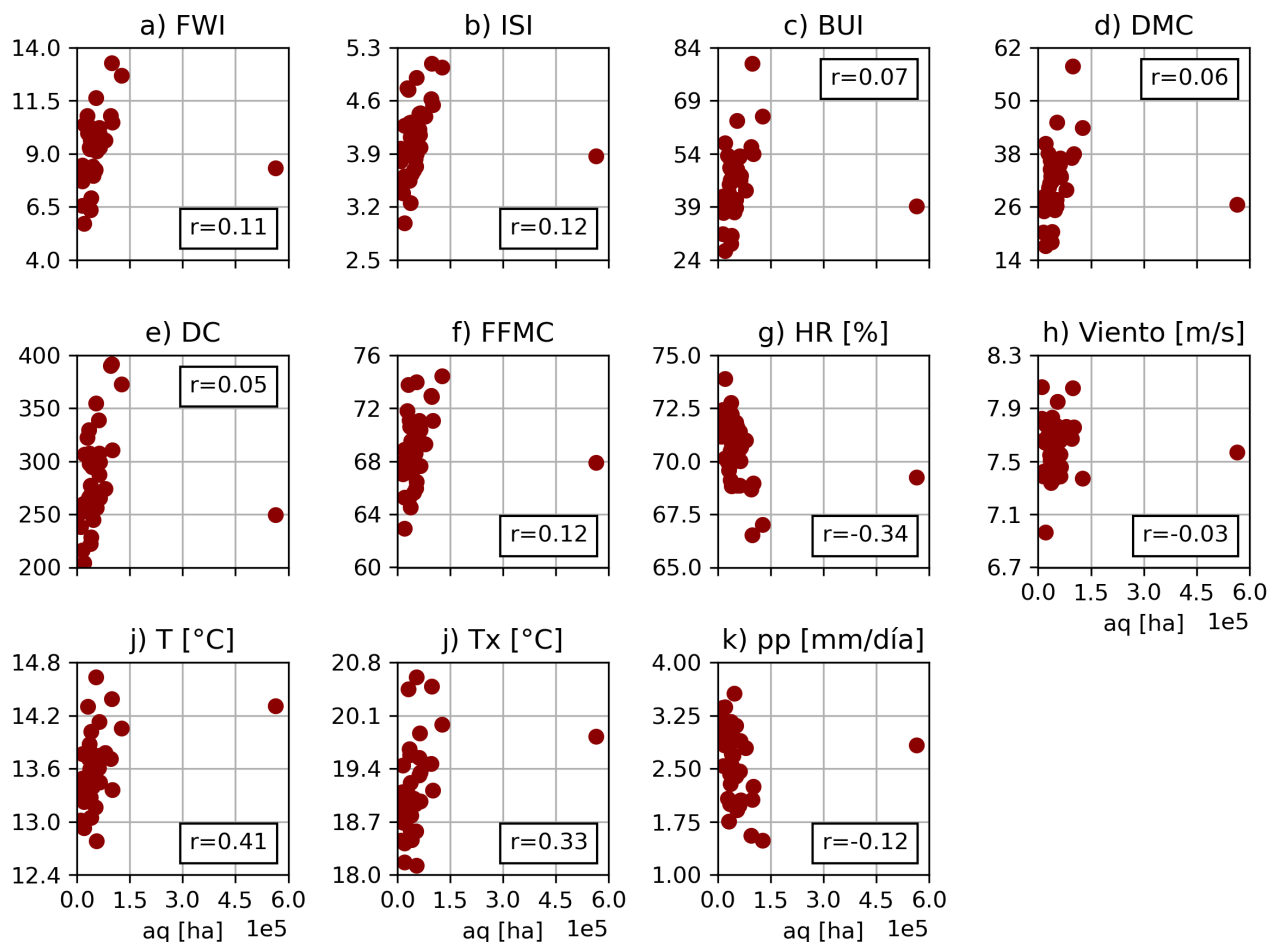 a) FWI
14.0
11.5
9.0
6.5
4.0
r=0.11
b) ISI
5.3
4.6
3.9
3.2
2.5
r=0.12
c) BUI
84
69
54
39
24
r=0.07
d) DMC
62
50
38
26
14
r=0.06
e) DC
400
350
300
250
200
r=0.05
f) FFMC
76
72
68
64
60
r=0.12
g) HR [%]
75.0
72.5
70.0
67.5
65.0
r=-0.34
h) Viento [m/s]
8.3
7.9
7.5
7.1
6.7
r=-0.03
0.0 1.5 3.0 4.5 6.0
aq [ha] 1e5
j) T [°C]
14.8
14.2
13.6
13.0
12.4
r=0.41
0.0 1.5 3.0 4.5 6.0
aq [ha] 1e5
j) Tx [°C]
20.8
20.1
19.4
18.7
18.0
r=0.33
0.0 1.5 3.0 4.5 6.0
aq [ha] 1e5
k) pp [mm/día]
4.00
3.25
2.50
1.75
1.00
r=-0.12
0.0 1.5 3.0 4.5 6.0
aq [ha] 1e5